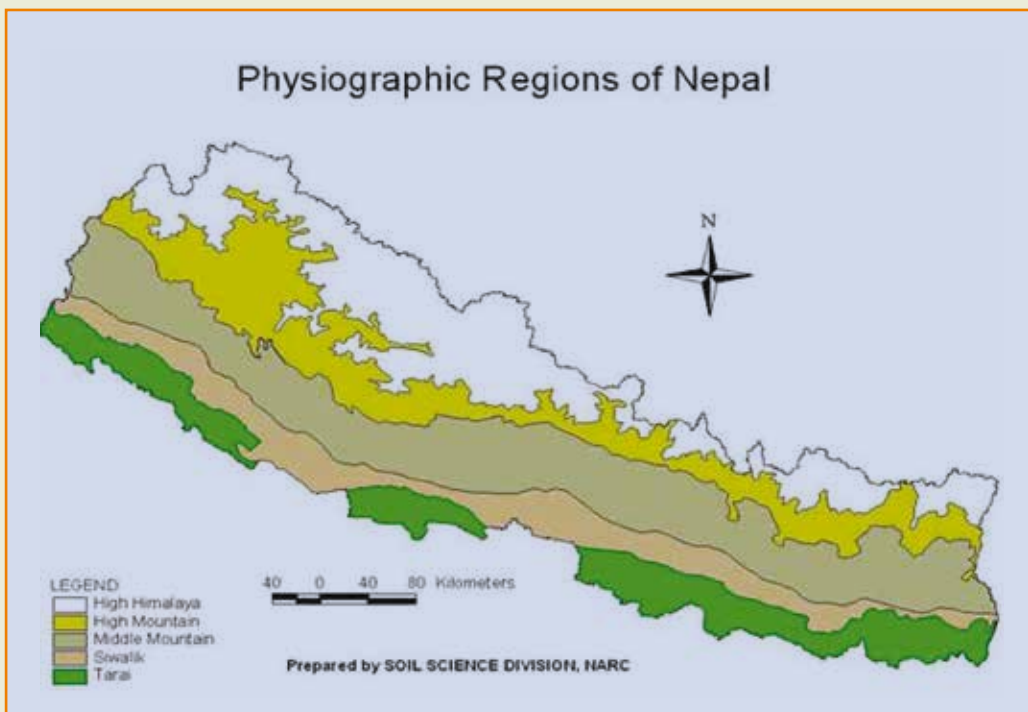 Physiographic Regions of Nepal
N
LEGEND
High Himalaya
High Mountain
Middle Mountain
Siwalik
Tarai
40 0 40 80 Kilometers
Prepared by SOIL SCIENCE DIVISION, NARC